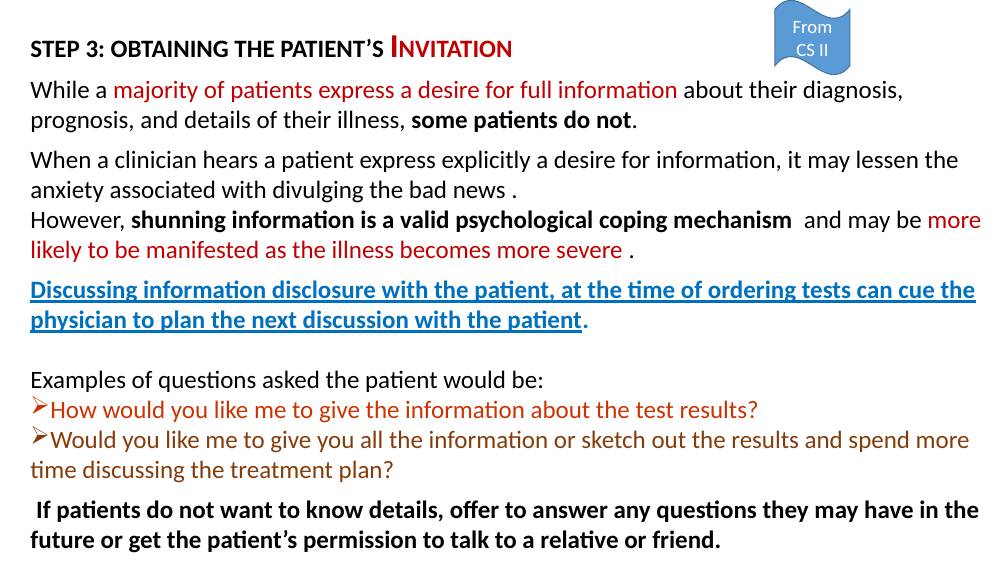 From
CS II
STEP 3: OBTAINING THE PATIENT’S INVITATION
While a majority of patients express a desire for full information about their diagnosis,
prognosis, and details of their illness, some patients do not.
When a clinician hears a patient express explicitly a desire for information, it may lessen the
anxiety associated with divulging the bad news .
However, shunning information is a valid psychological coping mechanism  and may be more
likely to be manifested as the illness becomes more severe .
Discussing information disclosure with the patient, at the time of ordering tests can cue the
physician to plan the next discussion with the patient.
Examples of questions asked the patient would be:
➢How would you like me to give the information about the test results?
➢Would you like me to give you all the information or sketch out the results and spend more
time discussing the treatment plan?
If patients do not want to know details, offer to answer any questions they may have in the
future or get the patient’s permission to talk to a relative or friend.